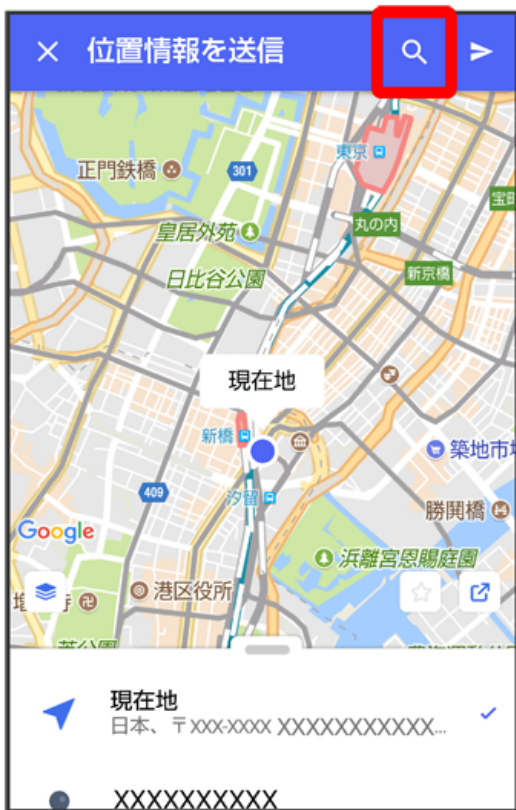 位置情報を送信
正門鉄橋
301
東京
宝町
丸の内
皇居外苑
日比谷公園
新京橋
現在地
新橋
築地市場
409
汐留
勝鬨橋
Google
浜離宮恩賜庭園
港区役所
現在地
日本、〒XXX-XXXX XXXXXXXXXXX...
XXXXXXXXXX